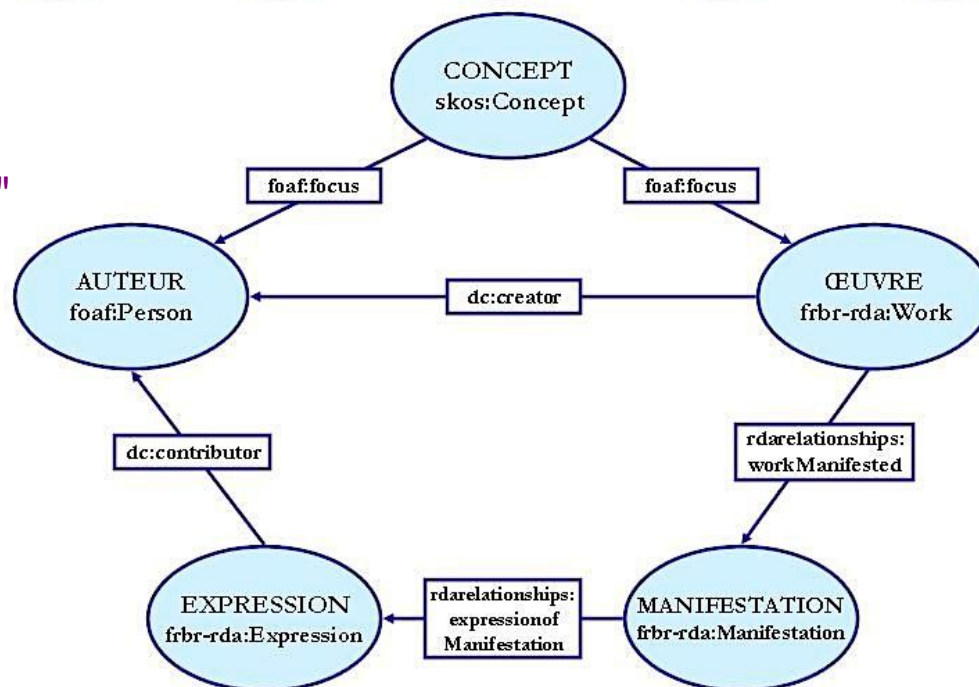 CONCEPT
skos:Concept
foaf:focus
foaf:focus
"
AUTEUR
foaf:Person
dc:creator
ŒUVRE
frbr-rda:Work
dc:contributor
rdarelationships:
workManifested
EXPRESSION
frbr-rda:Expression
rdarelationships:
expressionof
Manifestation
MANIFESTATION
frbr-rda:Manifestation